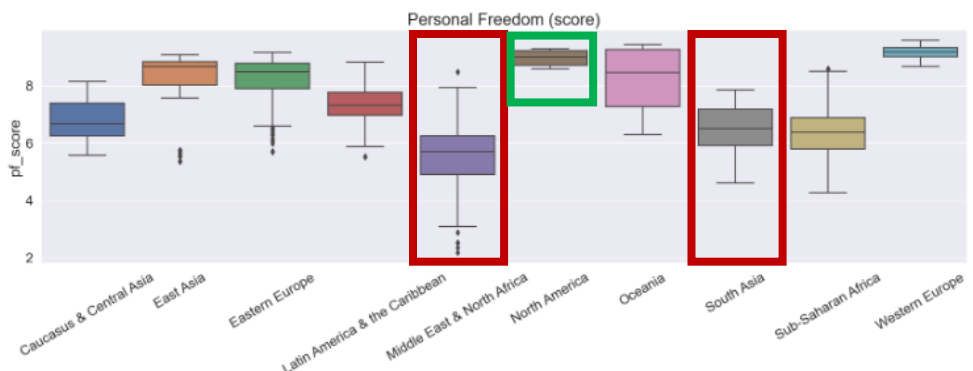 Personal Freedom (score)
pf_score
8
6
4
2
Caucasus & Central Asia
East Asia
Eastern Europe
Latin America & the Caribbean
Middle East & North Africa
North America
Oceania
South Asia
Sub-Saharan Africa
Western Europe